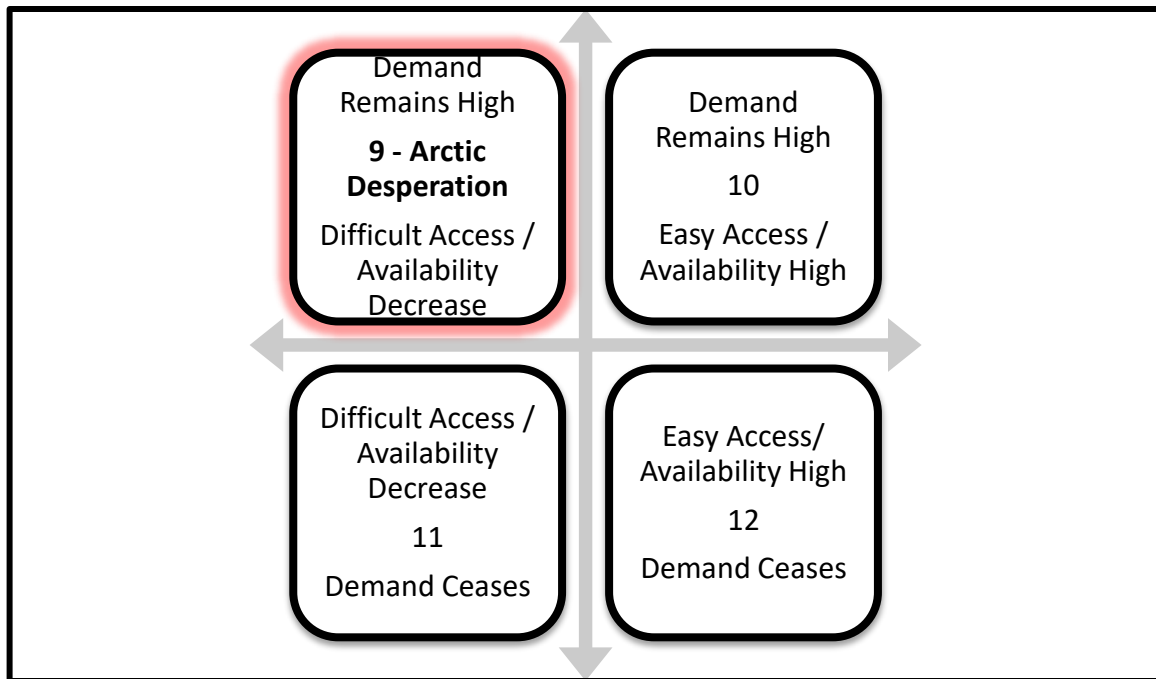 Demand
Remains High
9 - Arctic
Desperation
Difficult Access /
Availability
Decrease
Demand
Remains High
10
Easy Access /
Availability High
Difficult Access /
Availability
Decrease
11
Demand Ceases
Easy Access/
Availability High
12
Demand Ceases